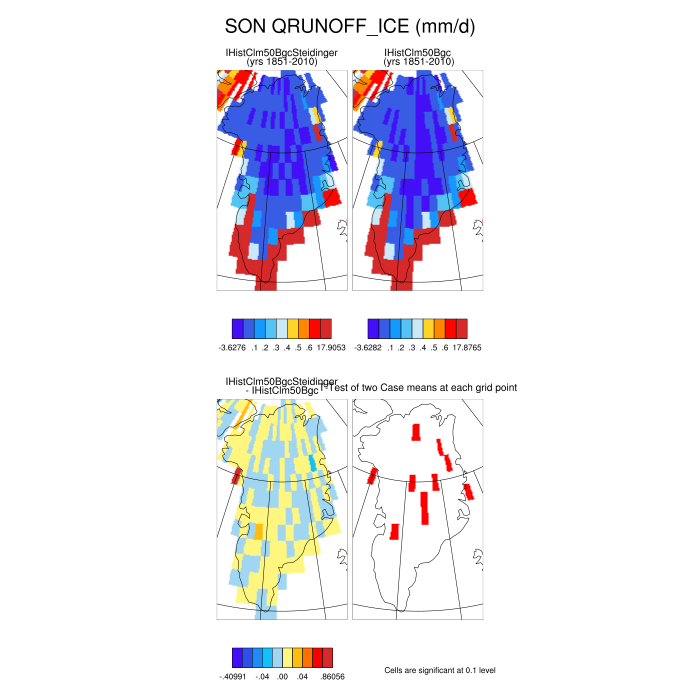 SON QRUNOFF_ICE (mm/d)
IHistClm50BgcSteidinger
(yrs 1851-2010)
IHistClm50Bgc
(yrs 1851-2010)
-3.6276 .1 .2 .3 .4 .5 .6 17.9053
-3.6282 .1 .2 .3 .4 .5 .6 17.8765
IHistClm50BgcSteidinger
- IHistClm50Bgc
Test of two Case means at each grid point
-.40991 -.04 .00 .04 .86056
Cells are significant at 0.1 level